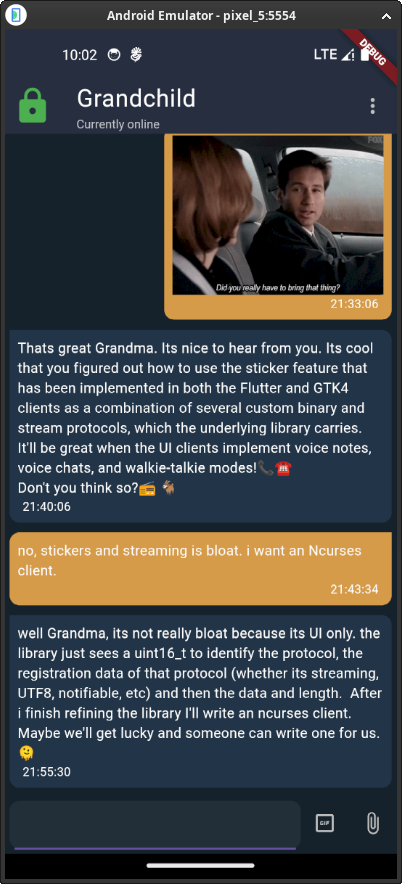 Android Emulator - pixel_5:5554
10:02
LTE
DEBUG
Grandchild
Currently online
FOX
Did you really have to bring that thing?
21:33:06
Thats great Grandma. Its nice to hear from you. Its cool
that you figured out how to use the sticker feature that
has been implemented in both the Flutter and GTK4
clients as a combination of several custom binary and
stream protocols, which the underlying library carries.
It'll be great when the UI clients implement voice notes,
voice chats, and walkie-talkie modes!📞☎️
Don't you think so?📻 🐐
21:40:06
no, stickers and streaming is bloat. i want an Ncurses
client.
21:43:34
well Grandma, its not really bloat because its UI only. the
library just sees a uint16_t to identify the protocol, the
registration data of that protocol (whether its streaming,
UTF8, notifiable, etc) and then the data and length.  After
i finish refining the library I'll write an ncurses client.
Maybe we'll get lucky and someone can write one for us.
🫠
21:55:30
GIF